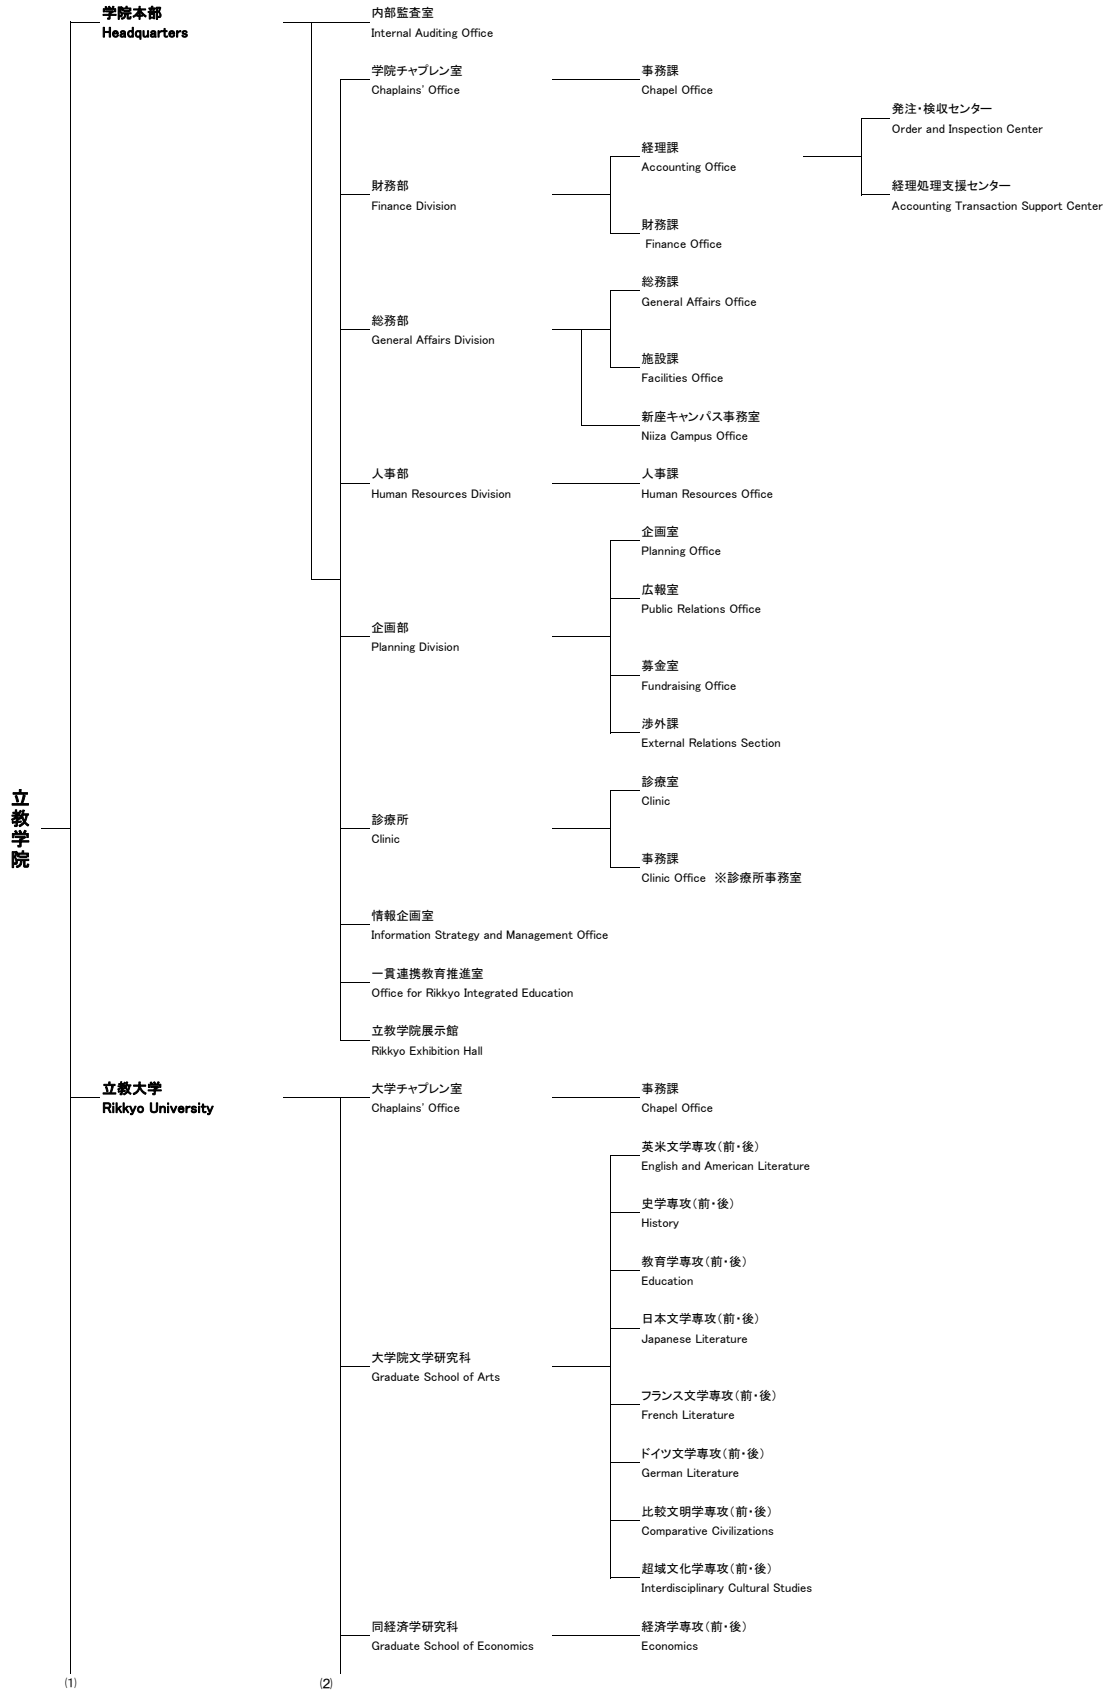 学院本部
Headquarters
内部監査室
Internal Auditing Office
学院チャプレン室
Chaplains' Office
事務課
Chapel Office
発注・検収センター
Order and Inspection Center
経理課
Accounting Office
財務部
Finance Division
経理処理支援センター
Accounting Transaction Support Center
財務課
Finance Office
総務課
General Affairs Office
総務部
General Affairs Division
施設課
Facilities Office
新座キャンパス事務室
Niiza Campus Office
人事部
Human Resources Division
人事課
Human Resources Office
企画室
Planning Office
広報室
Public Relations Office
企画部
Planning Division
募金室
Fundraising Office
渉外課
External Relations Section
診療室
Clinic
立教学院
診療所
Clinic
事務課
Clinic Office ※診療所事務室
情報企画室
Information Strategy and Management Office
一貫連携教育推進室
Office for Rikkyo Integrated Education
立教学院展示館
Rikkyo Exhibition Hall
立教大学
Rikkyo University
大学チャプレン室
Chaplains' Office
事務課
Chapel Office
英米文学専攻（前・後）
English and American Literature
史学専攻（前・後）
History
教育学専攻（前・後）
Education
日本文学専攻（前・後）
Japanese Literature
大学院文学研究科
Graduate School of Arts
フランス文学専攻（前・後）
French Literature
ドイツ文学専攻（前・後）
German Literature
比較文明学専攻（前・後）
Comparative Civilizations
超域文化学専攻（前・後）
Interdisciplinary Cultural Studies
同経済学研究科
Graduate School of Economics
経済学専攻（前・後）
Economics
(1)
(2)